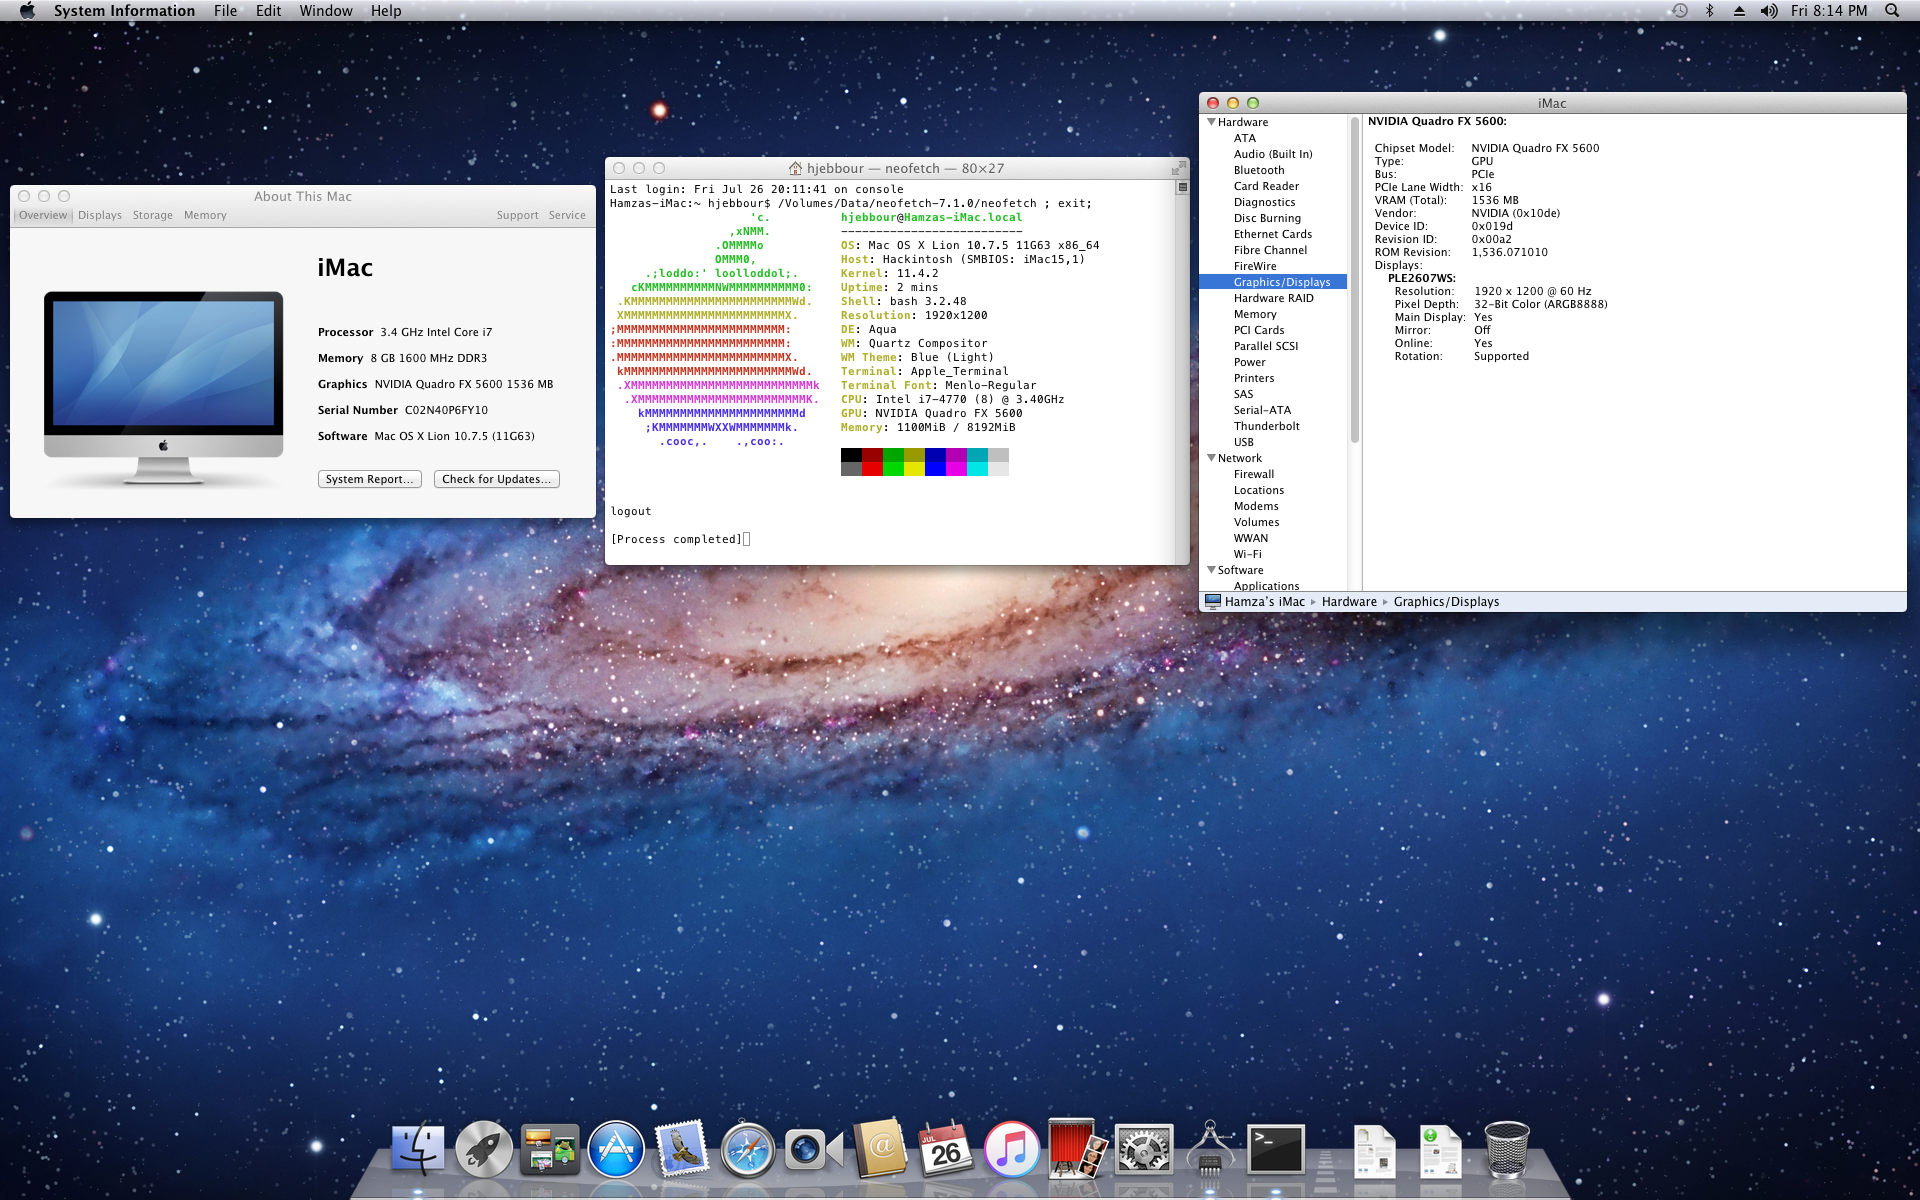 System Information File Edit Window Help
Fri 8:14 PM
About This Mac
Overview Displays Storage Memory Support Service
iMac
Processor 3.4 GHz Intel Core i7
Memory 8 GB 1600 MHz DDR3
Graphics NVIDIA Quadro FX 5600 1536 MB
Serial Number C02N40P6FY10
Software Mac OS X Lion 10.7.5 (11G63)
System Report... Check for Updates...
hjebbour — neofetch — 80×27
Last login: Fri Jul 26 20:11:41 on console
Hamzas-iMac:~ hjebbour$ /Volumes/Data/neofetch-7.1.0/neofetch ; exit;
'c. hjebbour@Hamzas-iMac.local
,xNMM. --------------------------
.OMMMMo OS: Mac OS X Lion 10.7.5 11G63 x86_64
OMMM0, Host: Hackintosh (SMBIOS: iMac15,1)
.;loddo:' loolloddol;. Kernel: 11.4.2
cKMMMMMMMMMMNWMMMMMMMMMM0: Uptime: 2 mins
.KMMMMMMMMMMMMMMMMMMMMMMMWd. Shell: bash 3.2.48
XMMMMMMMMMMMMMMMMMMMMMMMX. Resolution: 1920x1200
;MMMMMMMMMMMMMMMMMMMMMMMM: DE: Aqua
:MMMMMMMMMMMMMMMMMMMMMMMM: WM: Quartz Compositor
.MMMMMMMMMMMMMMMMMMMMMMMMX. WM Theme: Blue (Light)
kMMMMMMMMMMMMMMMMMMMMMMMMWd. Terminal: Apple_Terminal
.XMMMMMMMMMMMMMMMMMMMMMMMMMMk Terminal Font: Menlo-Regular
.XMMMMMMMMMMMMMMMMMMMMMMMMK. CPU: Intel i7-4770 (8) @ 3.40GHz
kMMMMMMMMMMMMMMMMMMMMMMd GPU: NVIDIA Quadro FX 5600
;KMMMMMMMWXXWMMMMMMMk. Memory: 1100MiB / 8192MiB
.cooc,. .,coo:.
logout
[Process completed]
iMac
Hardware
ATA
Audio (Built In)
Bluetooth
Card Reader
Diagnostics
Disc Burning
Ethernet Cards
Fibre Channel
FireWire
Graphics/Displays
Hardware RAID
Memory
PCI Cards
Parallel SCSI
Power
Printers
SAS
Serial-ATA
Thunderbolt
USB
Network
Firewall
Locations
Modems
Volumes
WWAN
Wi-Fi
Software
Applications
NVIDIA Quadro FX 5600:
Chipset Model: NVIDIA Quadro FX 5600
Type: GPU
Bus: PCIe
PCIe Lane Width: x16
VRAM (Total): 1536 MB
Vendor: NVIDIA (0x10de)
Device ID: 0x019d
Revision ID: 0x00a2
ROM Revision: 1,536.071010
Displays:
PLE2607WS:
Resolution: 1920 x 1200 @ 60 Hz
Pixel Depth: 32-Bit Color (ARGB8888)
Main Display: Yes
Mirror: Off
Online: Yes
Rotation: Supported
Hamza's iMac ▸ Hardware ▸ Graphics/Displays
JUL
26
>_